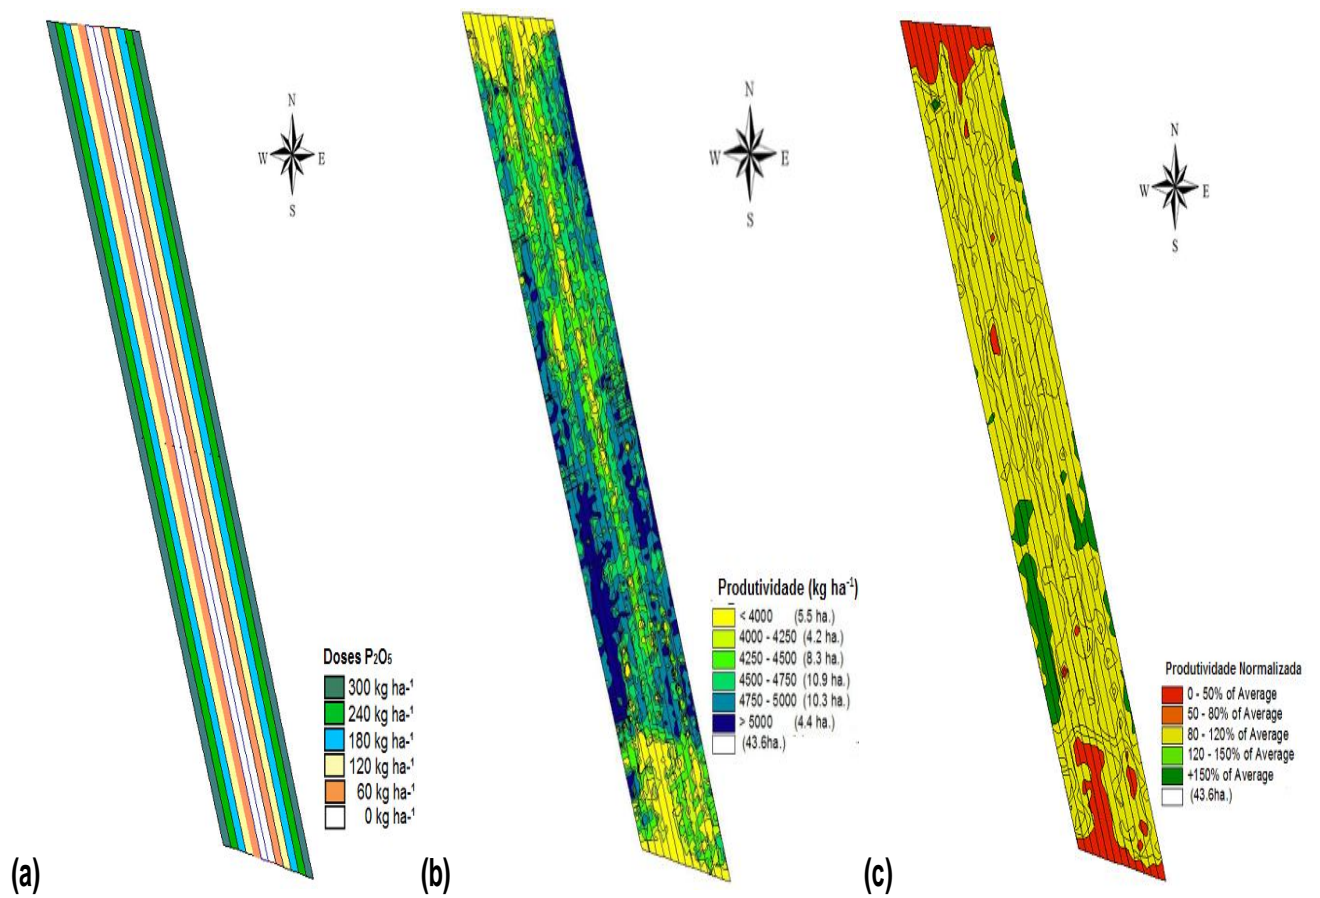 N
W E
S
Doses P₂O₅
300 kg ha-¹
240 kg ha-¹
180 kg ha-¹
120 kg ha-¹
60 kg ha-¹
0 kg ha-¹
(a)
N
W E
S
Produtividade (kg ha⁻¹)
< 4000 (5.5 ha.)
4000 - 4250 (4.2 ha.)
4250 - 4500 (8.3 ha.)
4500 - 4750 (10.9 ha.)
4750 - 5000 (10.3 ha.)
> 5000 (4.4 ha.)
(43.6ha.)
(b)
N
W E
S
Produtividade Normalizada
0 - 50% of Average
50 - 80% of Average
80 - 120% of Average
120 - 150% of Average
+150% of Average
(43.6ha.)
(c)